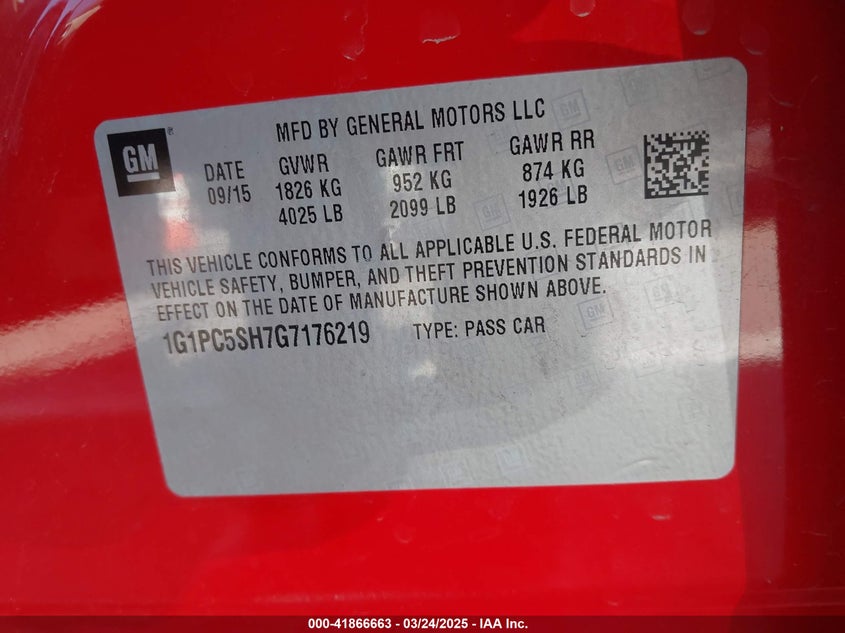 MFD BY GENERAL MOTORS LLC
GM
®
DATE GVWR GAWR FRT GAWR RR
09/15 1826 KG 952 KG 874 KG
4025 LB 2099 LB 1926 LB
THIS VEHICLE CONFORMS TO ALL APPLICABLE U.S. FEDERAL MOTOR
VEHICLE SAFETY, BUMPER, AND THEFT PREVENTION STANDARDS IN
EFFECT ON THE DATE OF MANUFACTURE SHOWN ABOVE.
1G1PC5SH7G7176219 TYPE: PASS CAR
000-41866663 — 03/24/2025 — IAA Inc.